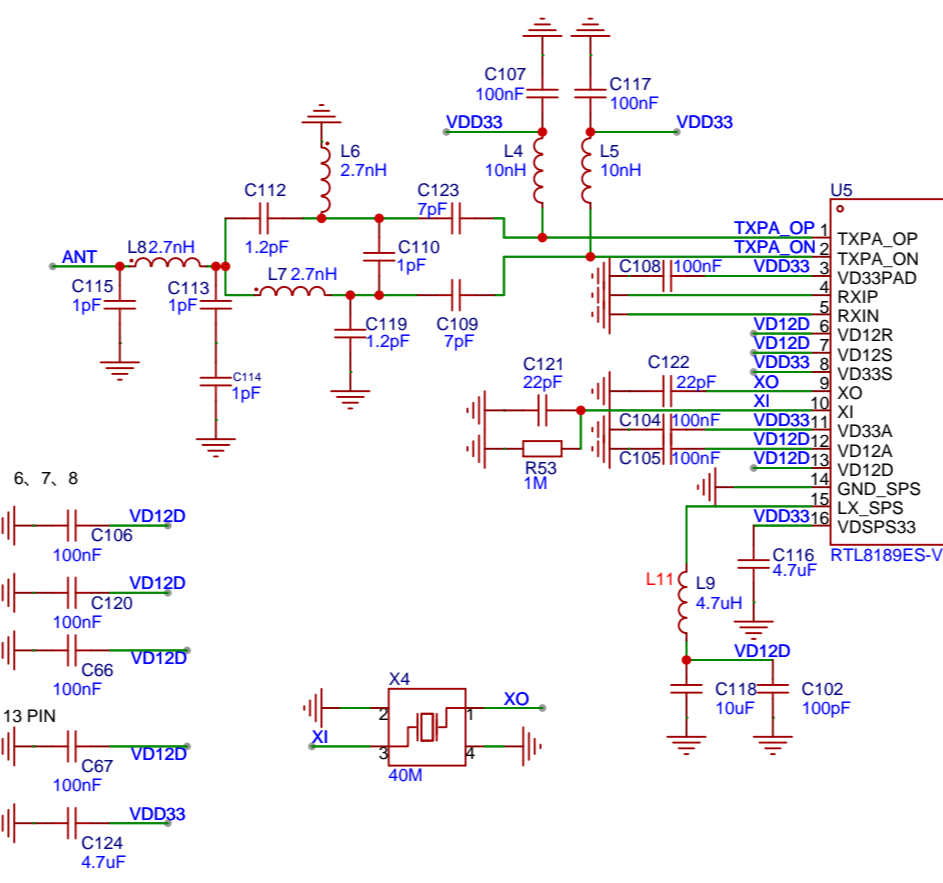 C107
100nF
C117
100nF
VDD33
VDD33
L4
10nH
L5
10nH
L6
2.7nH
C112
1.2pF
C123
7pF
C110
1pF
ANT
L8
2.7nH
L7
2.7nH
C115
1pF
C113
1pF
C114
1pF
C119
1.2pF
C109
7pF
U5
TXPA_OP 1 TXPA_OP
TXPA_ON 2 TXPA_ON
C108 100nF VDD33 3 VD33PAD
4 RXIP
5 RXIN
VD12D 6 VD12R
VD12D 7 VD12S
VDD33 8 VD33S
XO 9 XO
XI 10 XI
VDD33 11 VD33A
VD12D 12 VD12A
VD12D 13 VD12D
14 GND_SPS
15 LX_SPS
VDD33 16 VDSPS33
RTL8189ES-V
C121
22pF
C122
22pF
C104 100nF
C105 100nF
R53
1M
C116
4.7uF
L11
L9
4.7uH
VD12D
C118
10uF
C102
100pF
6、7、8
VD12D
C106
100nF
VD12D
C120
100nF
VD12D
C66
100nF
13 PIN
VD12D
C67
100nF
VDD33
C124
4.7uF
X4
2
1
XO
XI
3
4
40M